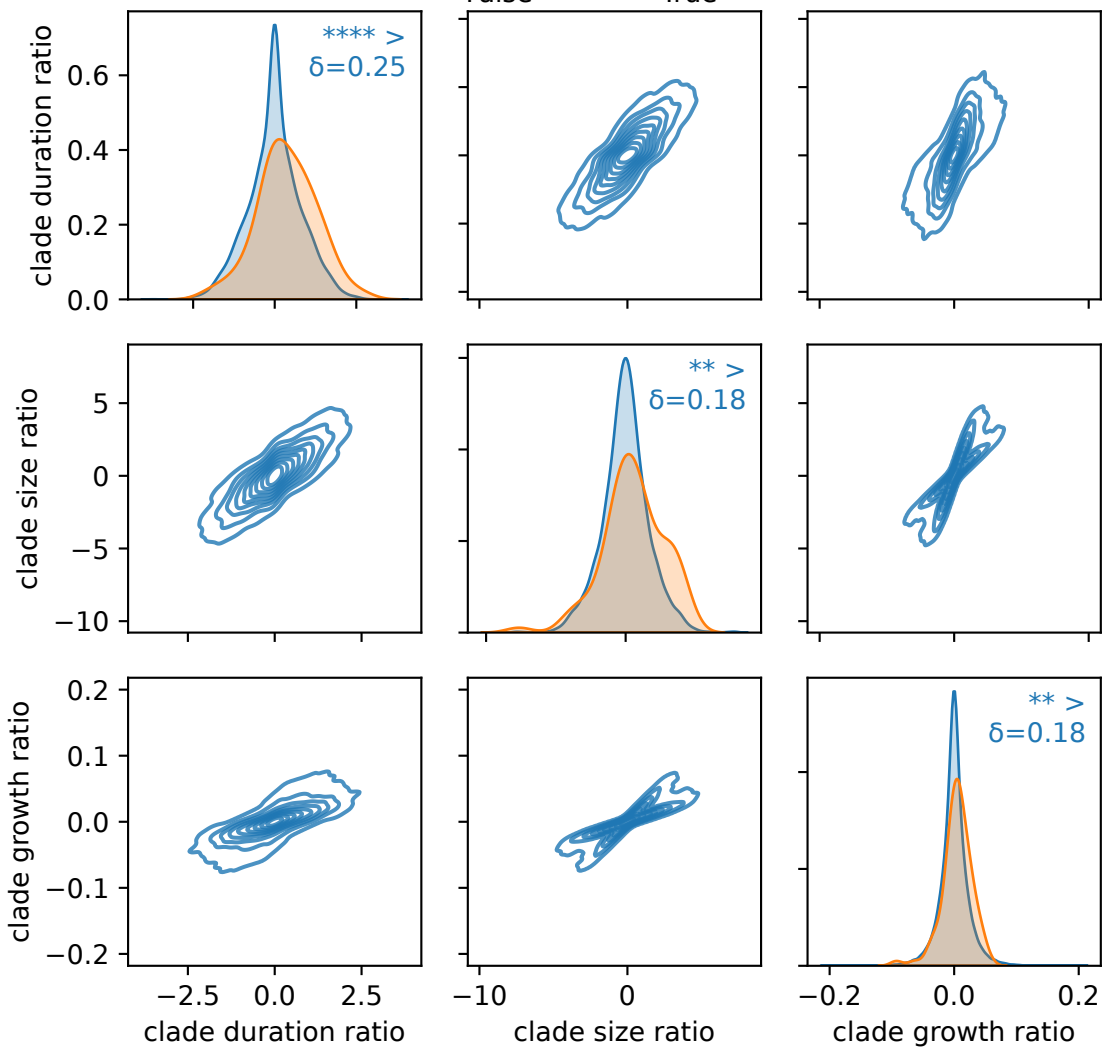 False True
clade duration ratio
0.6
0.4
0.2
0.0
**** >
δ=0.25
clade size ratio
5
0
−5
−10
** >
δ=0.18
clade growth ratio
0.2
0.1
0.0
−0.1
−0.2
** >
δ=0.18
−2.5 0.0 2.5
−10 0
−0.2 0.0 0.2
clade duration ratio
clade size ratio
clade growth ratio